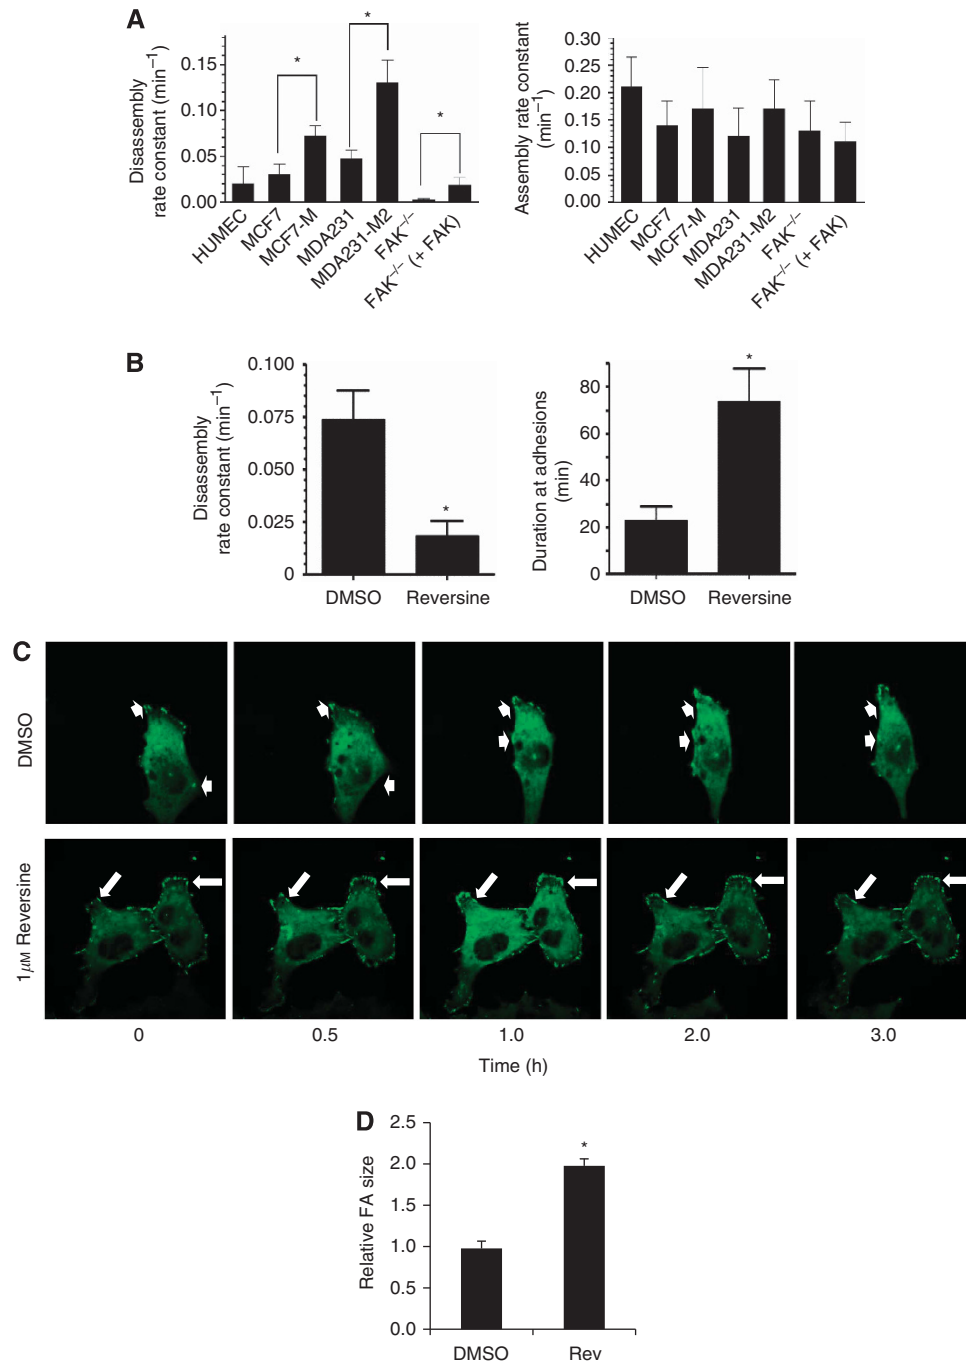 A
Disassembly
rate constant (min⁻¹)
0.15
0.10
0.05
0.00
*
*
*
HUMEC
MCF7
MCF7-M
MDA231
MDA231-M2
FAK⁻/⁻
FAK⁻/⁻ (+ FAK)
Assembly rate constant
(min⁻¹)
0.30
0.25
0.20
0.15
0.10
0.05
0.00
HUMEC
MCF7
MCF7-M
MDA231
MDA231-M2
FAK⁻/⁻
FAK⁻/⁻ (+ FAK)
B
Disassembly
rate constant (min⁻¹)
0.100
0.075
0.050
0.025
0
*
DMSO Reversine
Duration at adhesions
(min)
80
60
40
20
0
*
DMSO Reversine
C
DMSO
1 μM Reversine
0 0.5 1.0 2.0 3.0
Time (h)
D
Relative FA size
2.5
2.0
1.5
1.0
0.5
0.0
*
DMSO Rev